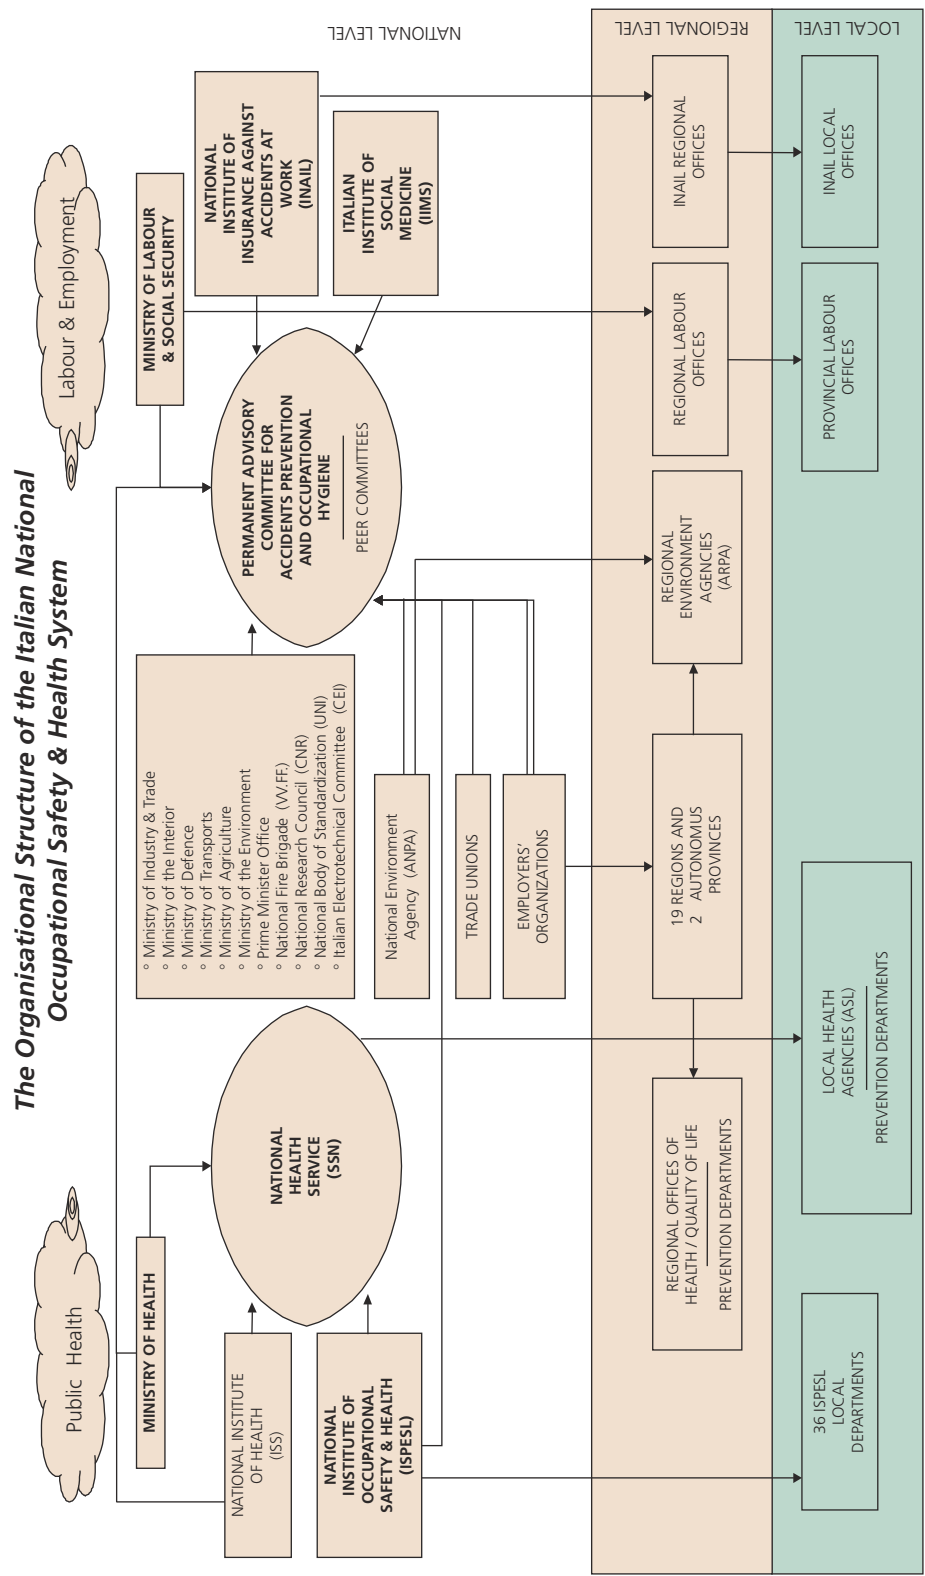 The Organisational Structure of the Italian National
Occupational Safety & Health System
Public Health
Labour & Employment
MINISTRY OF HEALTH
MINISTRY OF LABOUR
& SOCIAL SECURITY
NATIONAL INSTITUTE
OF HEALTH
(ISS)
NATIONAL
INSTITUTE OF
OCCUPATIONAL
SAFETY & HEALTH
(ISPESL)
NATIONAL
HEALTH
SERVICE
(SSN)
° Ministry of Industry & Trade
° Ministry of the Interior
° Ministry of Defence
° Ministry of Transports
° Ministry of Agriculture
° Ministry of the Environment
° Prime Minister Office
° National Fire Brigade (VV.FF.)
° National Research Council (CNR)
° National Body of Standardization (UNI)
° Italian Electrotechnical Committee (CEI)
National Environment
Agency (ANPA)
TRADE UNIONS
EMPLOYERS'
ORGANIZATIONS
PERMANENT ADVISORY
COMMITTEE FOR
ACCIDENTS PREVENTION
AND OCCUPATIONAL
HYGIENE
PEER COMMITTEES
NATIONAL
INSTITUTE OF
INSURANCE AGAINST
ACCIDENTS AT
WORK
(INAIL)
ITALIAN
INSTITUTE OF
SOCIAL
MEDICINE
(IIMS)
NATIONAL LEVEL
REGIONAL OFFICES OF
HEALTH / QUALITY OF LIFE
PREVENTION DEPARTMENTS
19 REGIONS AND
2 AUTONOMUS
PROVINCES
REGIONAL
ENVIRONMENT
AGENCIES
(ARPA)
REGIONAL LABOUR
OFFICES
INAIL REGIONAL
OFFICES
REGIONAL LEVEL
36 ISPESL
LOCAL
DEPARTMENTS
LOCAL HEALTH
AGENCIES (ASL)
PREVENTION DEPARTMENTS
PROVINCIAL LABOUR
OFFICES
INAIL LOCAL
OFFICES
LOCAL LEVEL